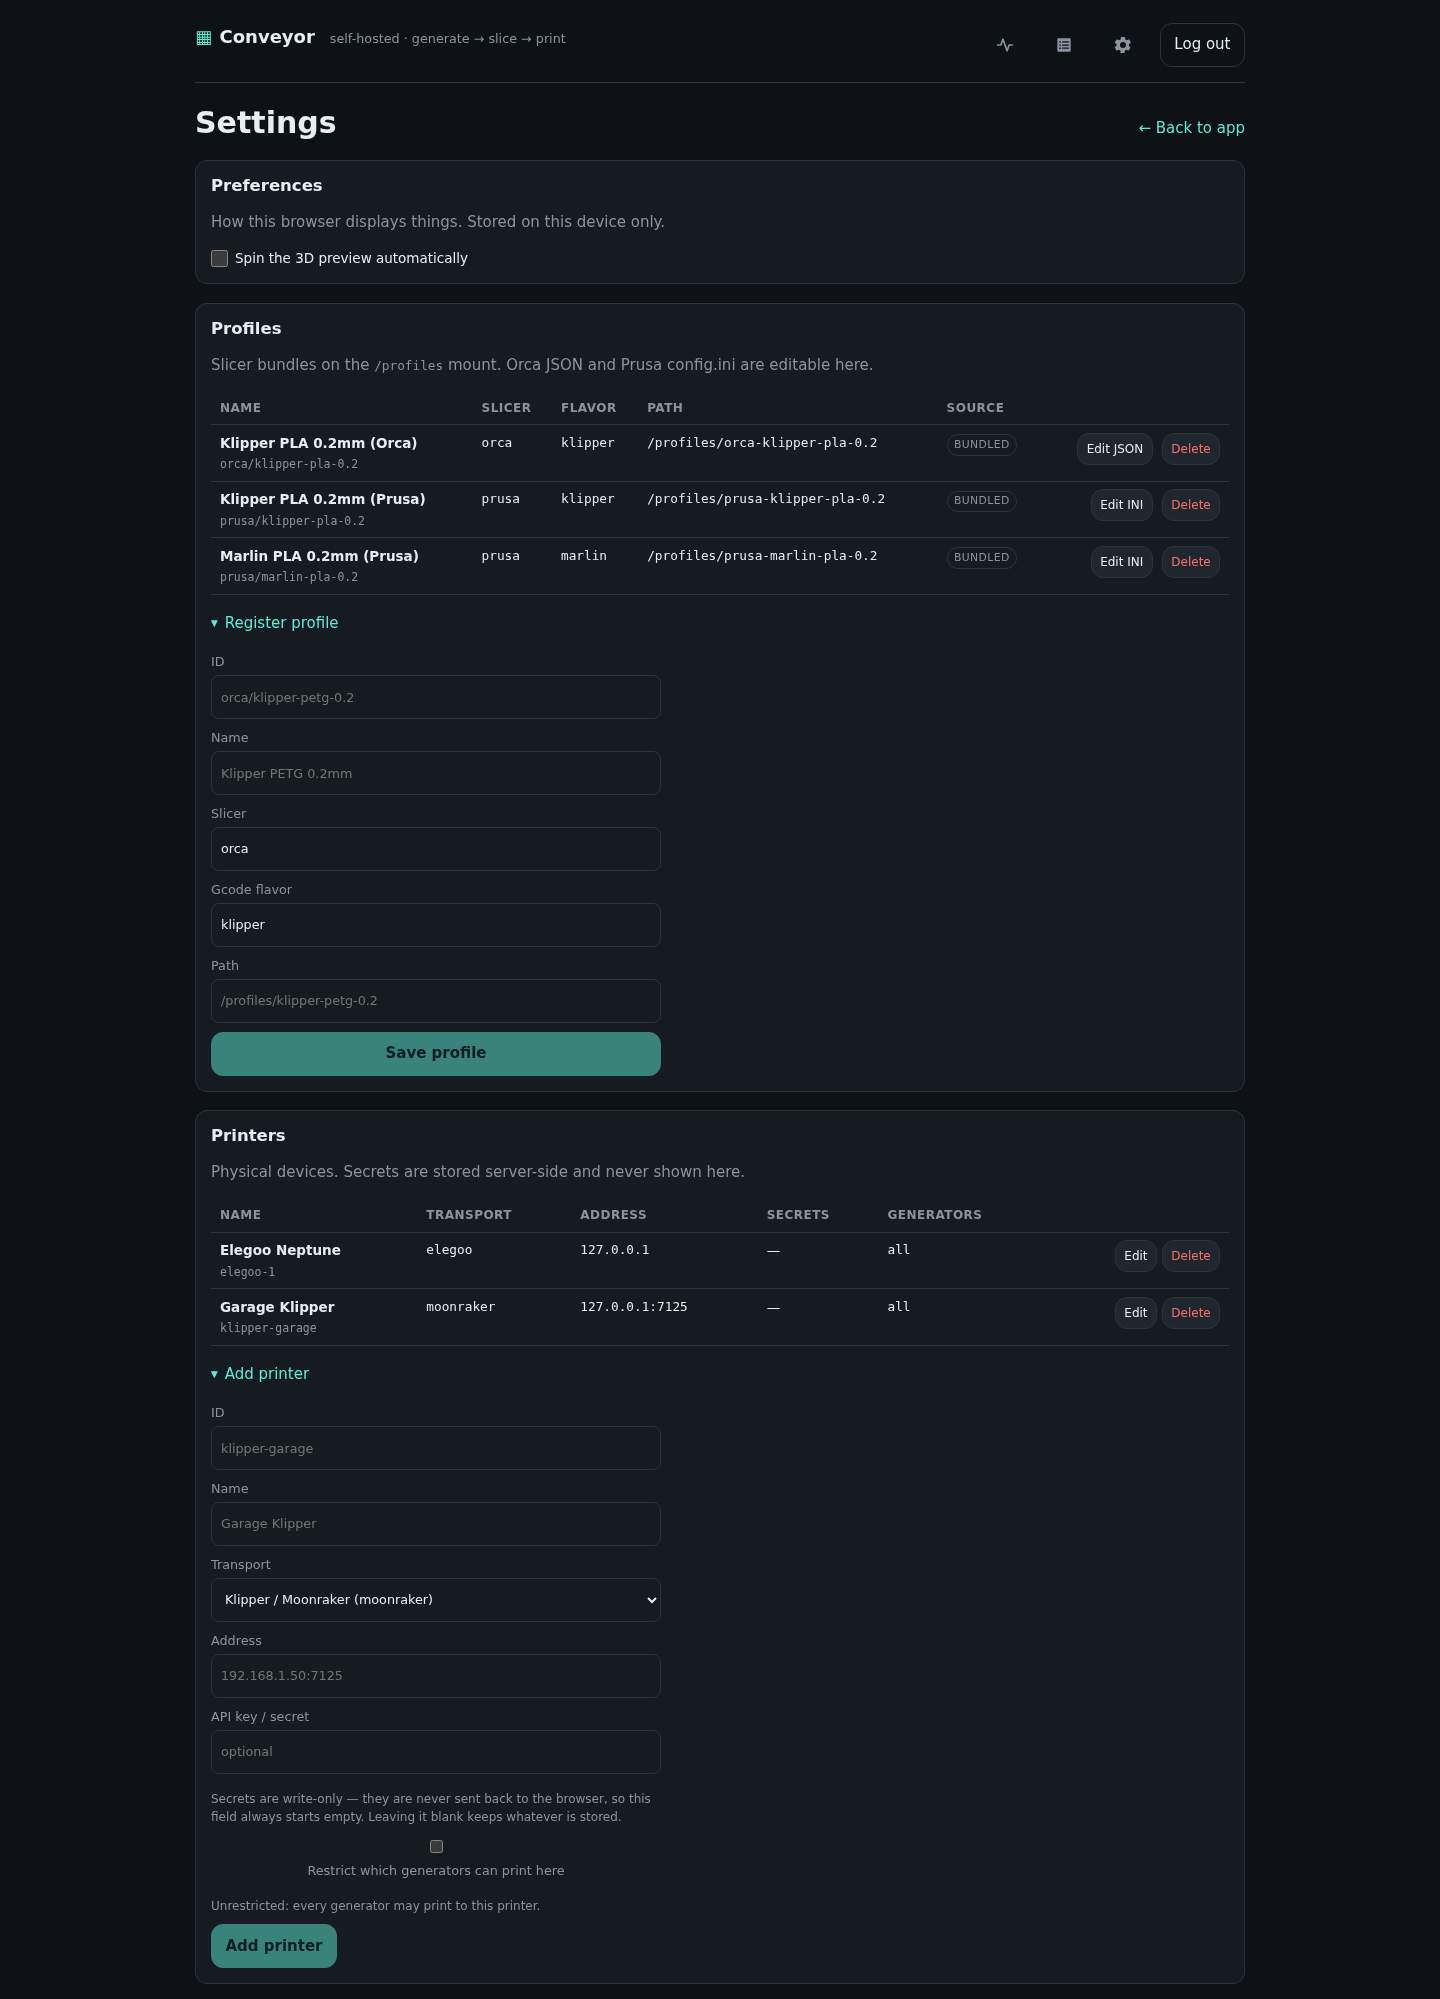 ▦ Conveyor self-hosted · generate → slice → print
Log out
Settings
← Back to app
Preferences
How this browser displays things. Stored on this device only.
Spin the 3D preview automatically
Profiles
Slicer bundles on the /profiles mount. Orca JSON and Prusa config.ini are editable here.
NAME SLICER FLAVOR PATH SOURCE
Klipper PLA 0.2mm (Orca) orca klipper /profiles/orca-klipper-pla-0.2 BUNDLED Edit JSON Delete
orca/klipper-pla-0.2
Klipper PLA 0.2mm (Prusa) prusa klipper /profiles/prusa-klipper-pla-0.2 BUNDLED Edit INI Delete
prusa/klipper-pla-0.2
Marlin PLA 0.2mm (Prusa) prusa marlin /profiles/prusa-marlin-pla-0.2 BUNDLED Edit INI Delete
prusa/marlin-pla-0.2
▾ Register profile
ID
orca/klipper-petg-0.2
Name
Klipper PETG 0.2mm
Slicer
orca
Gcode flavor
klipper
Path
/profiles/klipper-petg-0.2
Save profile
Printers
Physical devices. Secrets are stored server-side and never shown here.
NAME TRANSPORT ADDRESS SECRETS GENERATORS
Elegoo Neptune elegoo 127.0.0.1 — all Edit Delete
elegoo-1
Garage Klipper moonraker 127.0.0.1:7125 — all Edit Delete
klipper-garage
▾ Add printer
ID
klipper-garage
Name
Garage Klipper
Transport
Klipper / Moonraker (moonraker)
Address
192.168.1.50:7125
API key / secret
optional
Secrets are write-only — they are never sent back to the browser, so this
field always starts empty. Leaving it blank keeps whatever is stored.
Restrict which generators can print here
Unrestricted: every generator may print to this printer.
Add printer